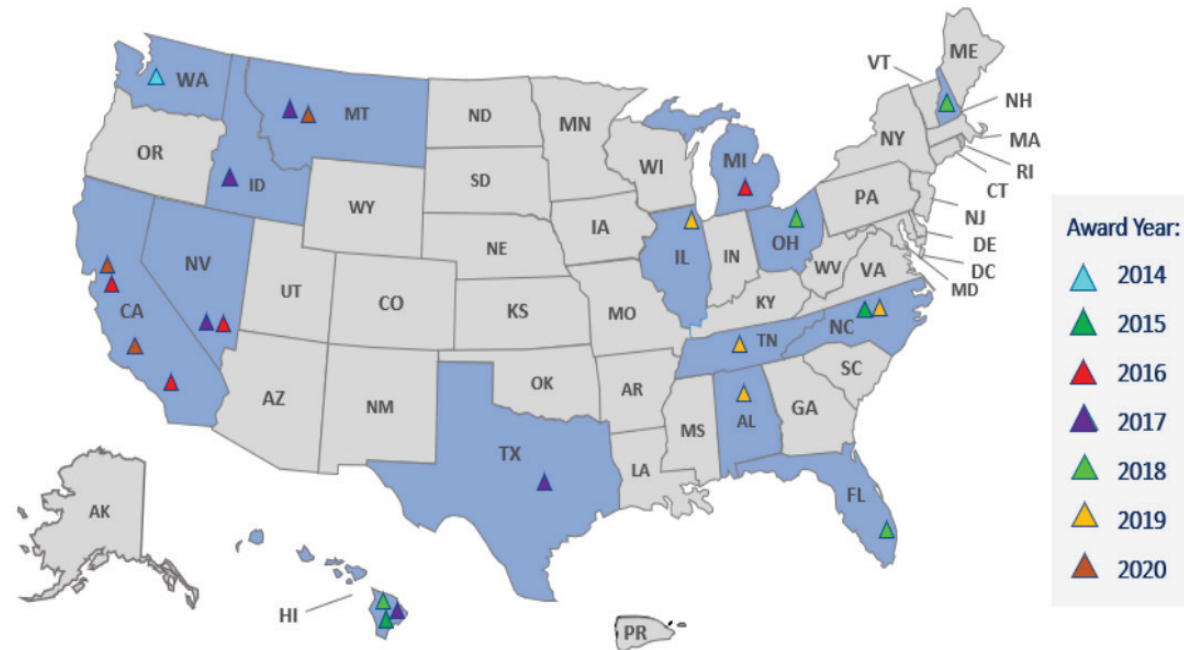 ME
VT
WA
NH
MT
ND
MN
MA
OR
NY
WI
MI
RI
ID
SD
CT
WY
PA
NJ
IA
NE
OH
DE
NV
IL
IN
DC
UT
WV
VA
MD
CO
CA
KS
MO
KY
NC
TN
OK
SC
AZ
NM
AR
AL
GA
MS
TX
LA
FL
AK
HI
PR
Award Year:
2014
2015
2016
2017
2018
2019
2020